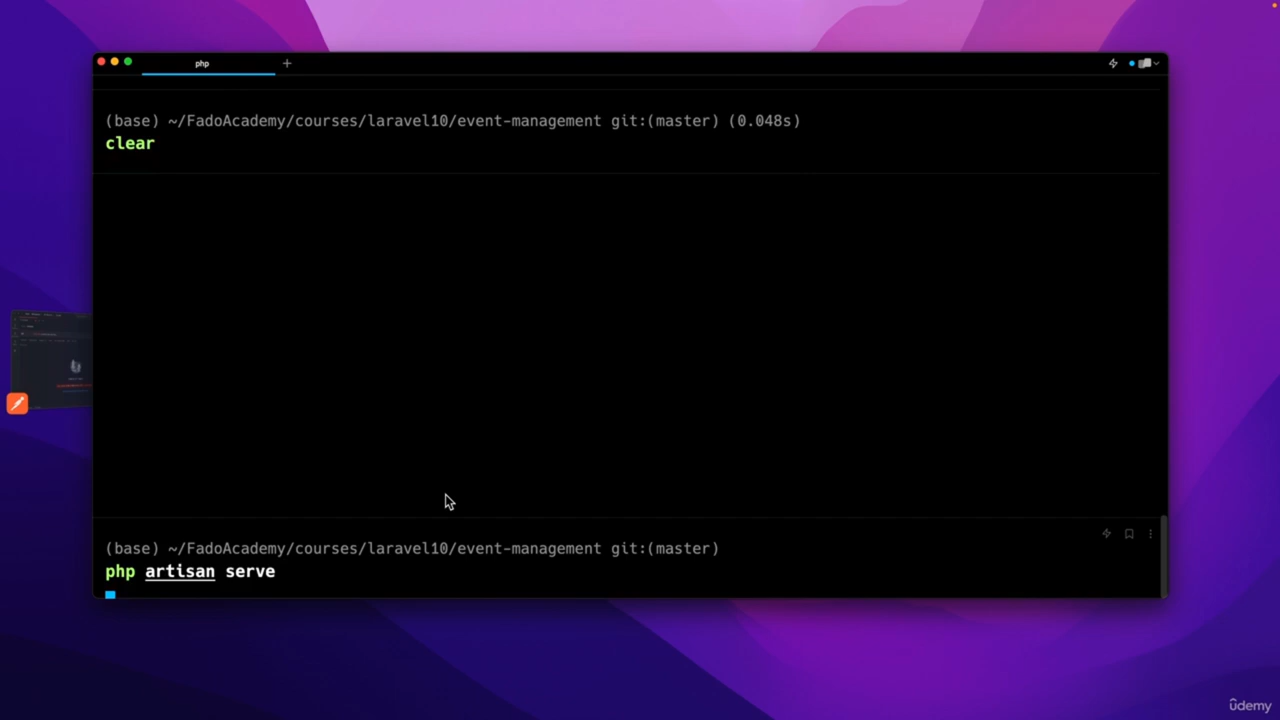 php
(base) ~/FadoAcademy/courses/laravel10/event-management git:(master) (0.048s)
clear
(base) ~/FadoAcademy/courses/laravel10/event-management git:(master)
php artisan serve
ûdemy